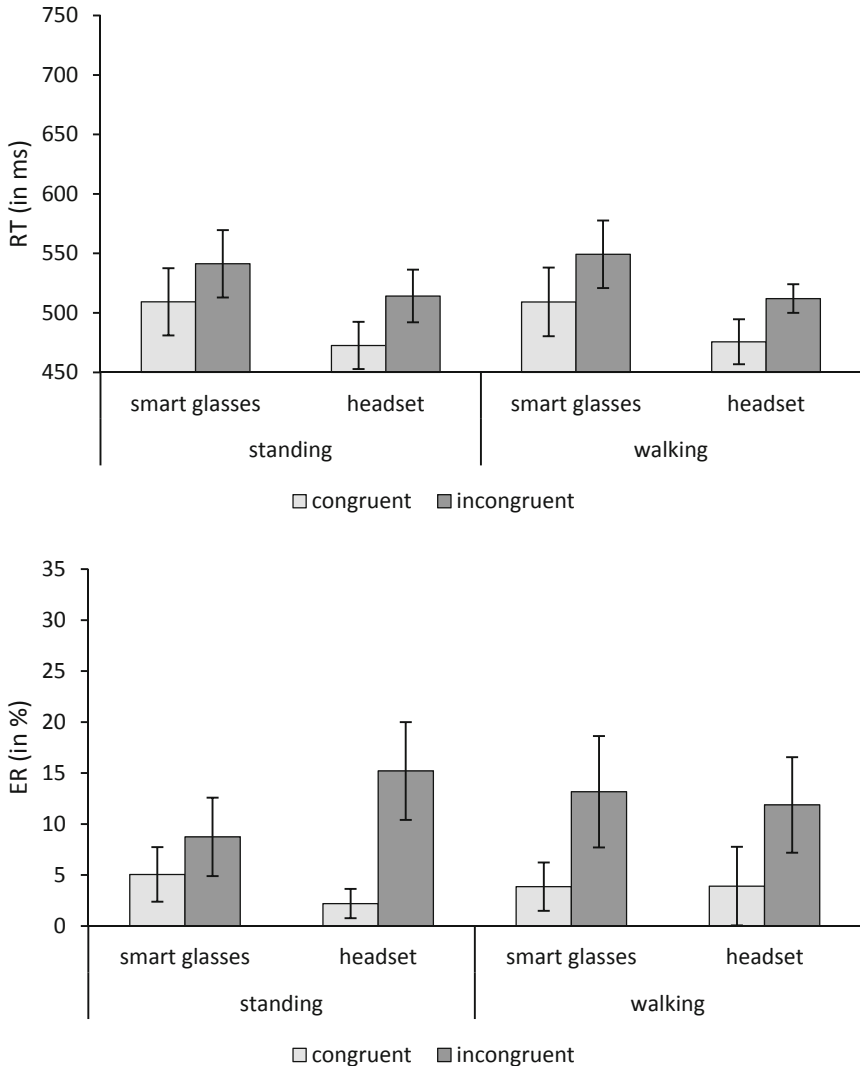 750
700
650
600
550
500
450
RT (in ms)
smart glasses headset smart glasses headset
standing walking
congruent incongruent
35
30
25
20
15
10
5
0
ER (in %)
smart glasses headset smart glasses headset
standing walking
congruent incongruent